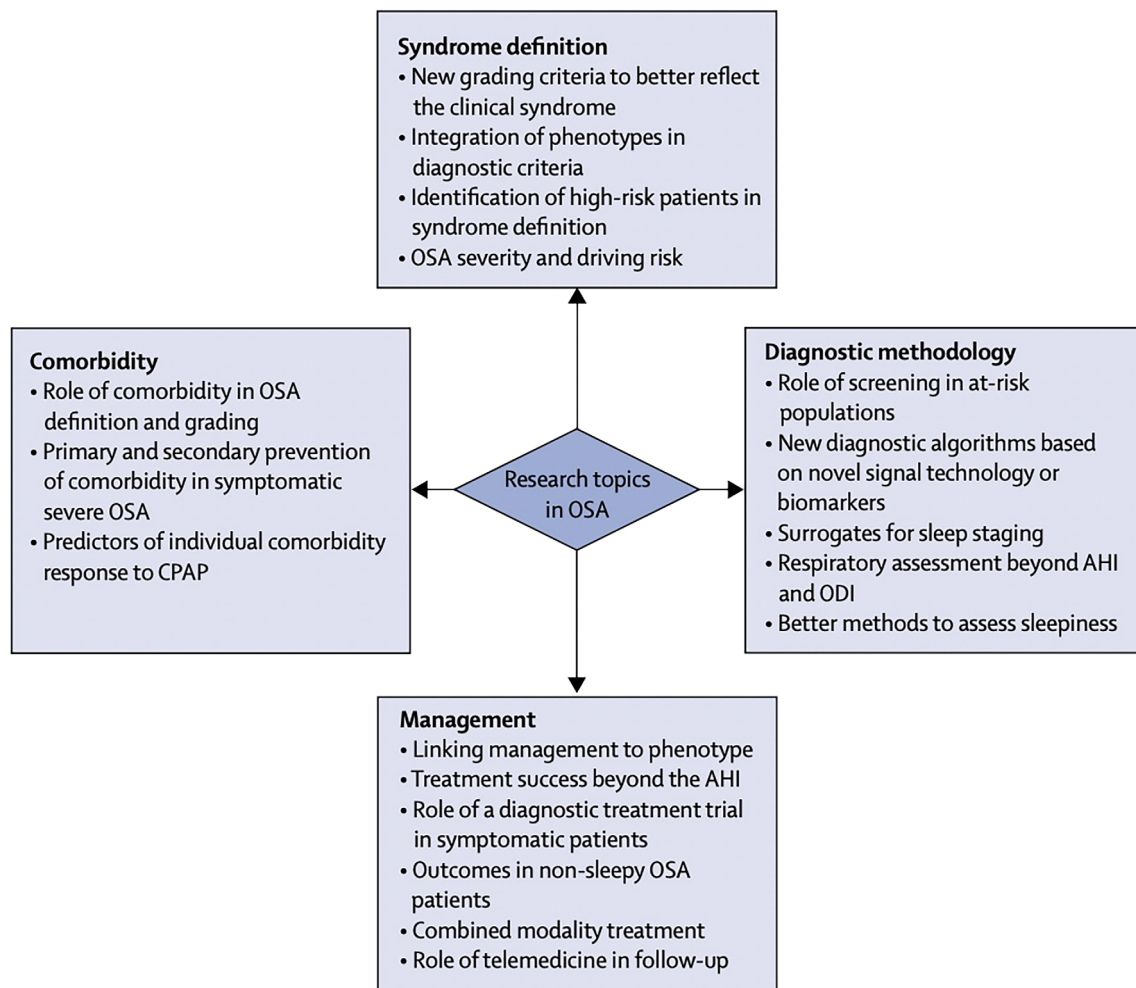 Syndrome definition
• New grading criteria to better reflect
the clinical syndrome
• Integration of phenotypes in
diagnostic criteria
• Identification of high-risk patients in
syndrome definition
• OSA severity and driving risk
Comorbidity
• Role of comorbidity in OSA
definition and grading
• Primary and secondary prevention
of comorbidity in symptomatic
severe OSA
• Predictors of individual comorbidity
response to CPAP
Research topics
in OSA
Diagnostic methodology
• Role of screening in at-risk
populations
• New diagnostic algorithms based
on novel signal technology or
biomarkers
• Surrogates for sleep staging
• Respiratory assessment beyond AHI
and ODI
• Better methods to assess sleepiness
Management
• Linking management to phenotype
• Treatment success beyond the AHI
• Role of a diagnostic treatment trial
in symptomatic patients
• Outcomes in non-sleepy OSA
patients
• Combined modality treatment
• Role of telemedicine in follow-up